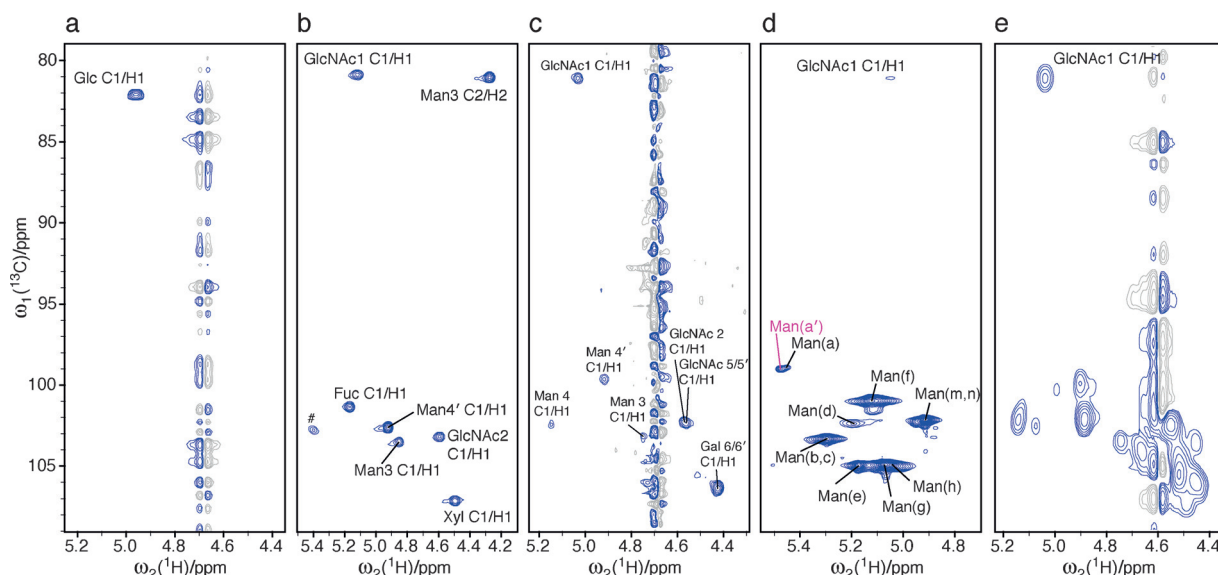 a
b
c
d
e
80
85
90
95
100
105
ω₁(¹³C)/ppm
Glc C1/H1
5.2 5.0 4.8 4.6 4.4
ω₂(¹H)/ppm
GlcNAc1 C1/H1
Man3 C2/H2
Fuc C1/H1
#
Man4′ C1/H1
GlcNAc2
C1/H1
Man3 C1/H1
Xyl C1/H1
5.4 5.2 5.0 4.8 4.6 4.4 4.2
ω₂(¹H)/ppm
GlcNAc1 C1/H1
GlcNAc 2
C1/H1
Man 4′
C1/H1
GlcNAc 5/5′
C1/H1
Man 4
C1/H1
Man 3
C1/H1
Gal 6/6′
C1/H1
5.2 5.0 4.8 4.6 4.4
ω₂(¹H)/ppm
GlcNAc1 C1/H1
Man(a′)
Man(a)
Man(f)
Man(m,n)
Man(d)
Man(b,c)
Man(e)
Man(h)
Man(g)
5.4 5.2 5.0 4.8
ω₂(¹H)/ppm
GlcNAc1 C1/H1
5.2 5.0 4.8 4.6 4.4
ω₂(¹H)/ppm